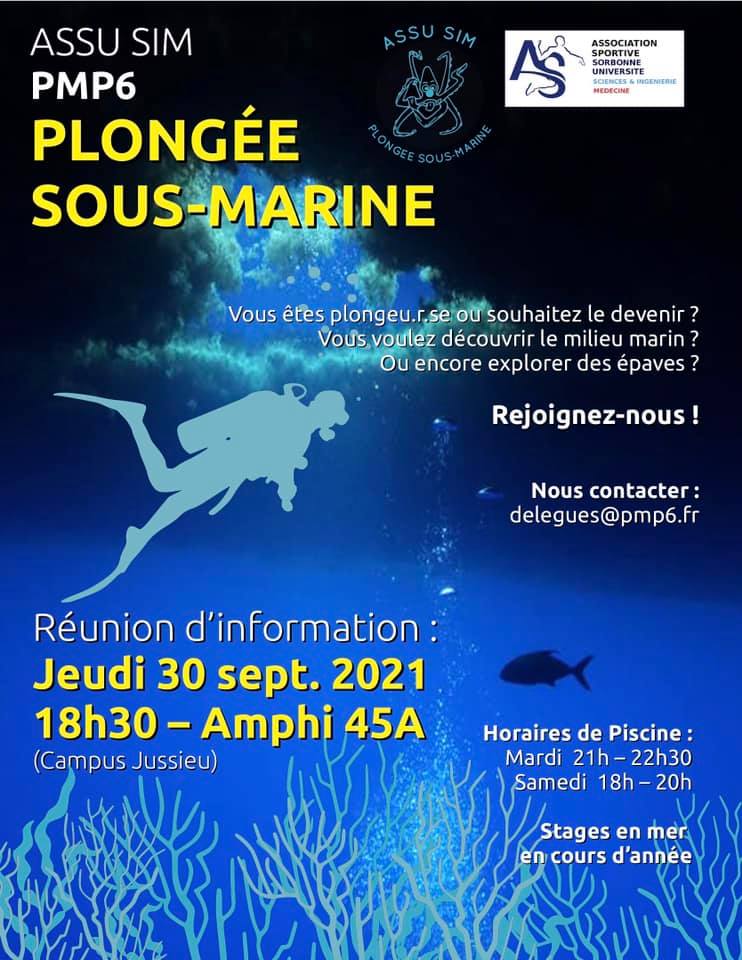 ASSU SIM
PMP6
PLONGÉE
SOUS-MARINE
ASSU SIM
PLONGÉE SOUS-MARINE
AS
ASSOCIATION
SPORTIVE
SORBONNE
UNIVERSITE
SCIENCES & INGENIERIE
MEDECINE
Vous êtes plongeu.r.se ou souhaitez le devenir ?
Vous voulez découvrir le milieu marin ?
Ou encore explorer des épaves ?
Rejoignez-nous !
Nous contacter :
delegues@pmp6.fr
Réunion d'information :
Jeudi 30 sept. 2021
18h30 – Amphi 45A
(Campus Jussieu)
Horaires de Piscine :
Mardi 21h – 22h30
Samedi 18h – 20h
Stages en mer
en cours d'année